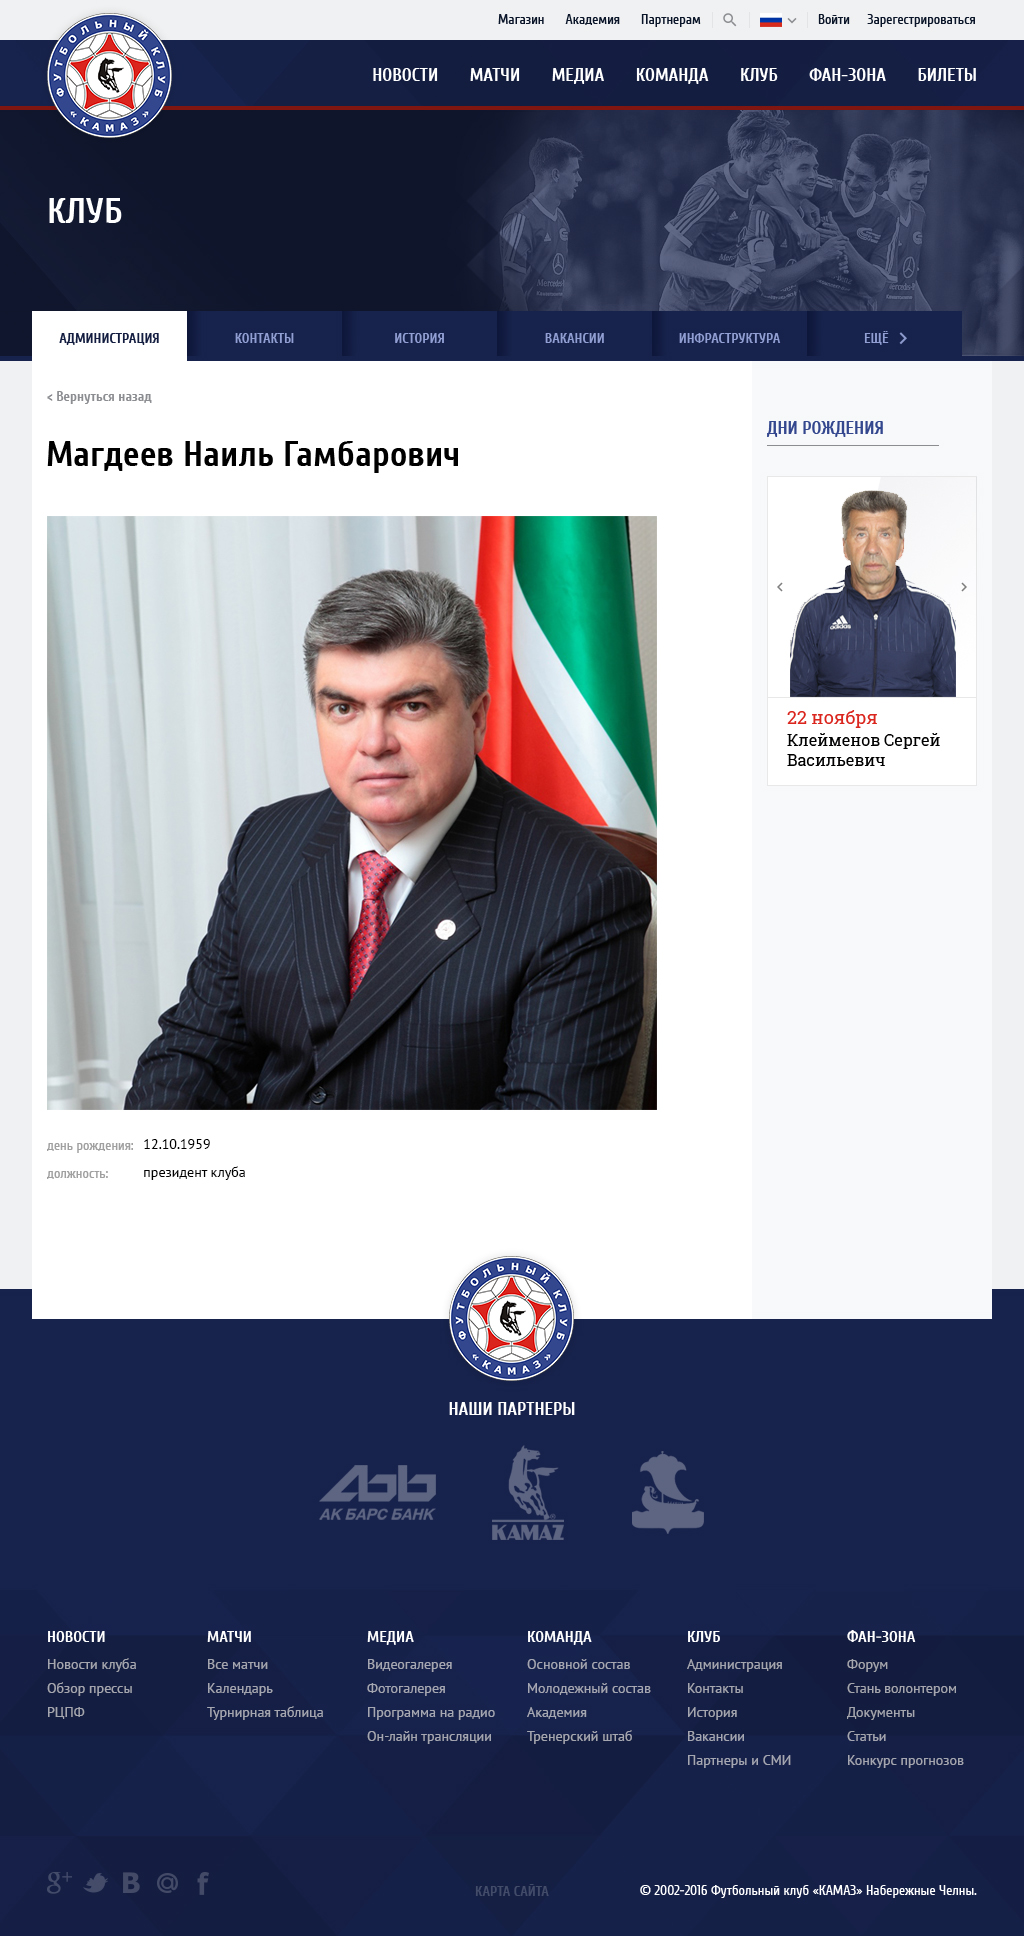 Магазин Академия Партнерам Войти Зарегестрироваться
ФУТБОЛЬНЫЙ КЛУБ «КАМАЗ»
НОВОСТИ МАТЧИ МЕДИА КОМАНДА КЛУБ ФАН-ЗОНА БИЛЕТЫ
КЛУБ
АДМИНИСТРАЦИЯ КОНТАКТЫ ИСТОРИЯ ВАКАНСИИ ИНФРАСТРУКТУРА ЕЩЁ
< Вернуться назад
Магдеев Наиль Гамбарович
ДНИ РОЖДЕНИЯ
adidas
22 ноября
Клейменов Сергей
Васильевич
день рождения: 12.10.1959
должность: президент клуба
ФУТБОЛЬНЫЙ КЛУБ «КАМАЗ»
НАШИ ПАРТНЕРЫ
АК БАРС БАНК
KAMAZ
НОВОСТИ МАТЧИ МЕДИА КОМАНДА КЛУБ ФАН-ЗОНА
Новости клуба Все матчи Видеогалерея Основной состав Администрация Форум
Обзор прессы Календарь Фотогалерея Молодежный состав Контакты Стань волонтером
РЦПФ Турнирная таблица Программа на радио Академия История Документы
Он-лайн трансляции Тренерский штаб Вакансии Статьи
Партнеры и СМИ Конкурс прогнозов
КАРТА САЙТА © 2002-2016 Футбольный клуб «КАМАЗ» Набережные Челны.